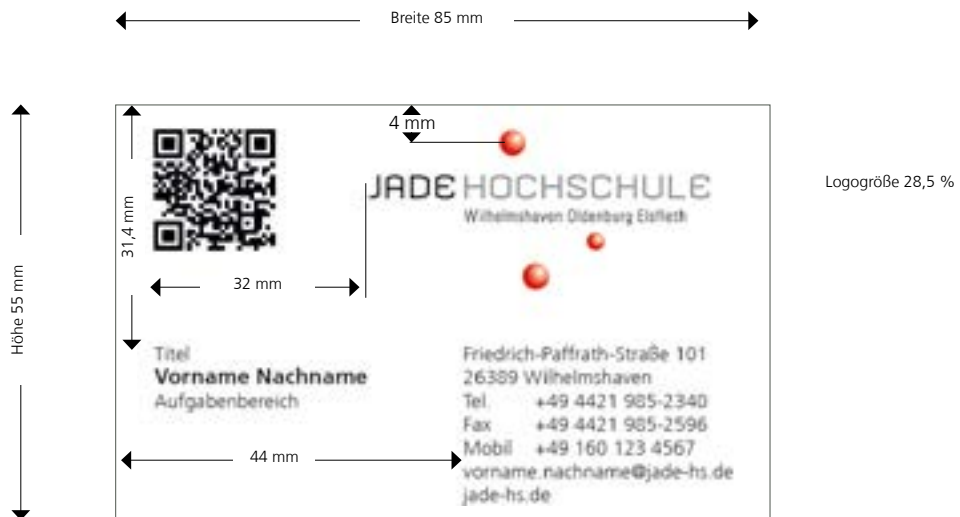 Breite 85 mm
4 mm
JADE HOCHSCHULE
Wilhelmshaven Oldenburg Elsfleth
Logogröße 28,5 %
31,4 mm
32 mm
Höhe 55 mm
Titel
Vorname Nachname
Aufgabenbereich
44 mm
Friedrich-Paffrath-Straße 101
26389 Wilhelmshaven
Tel. +49 4421 985-2340
Fax +49 4421 985-2596
Mobil +49 160 123 4567
vorname.nachname@jade-hs.de
jade-hs.de